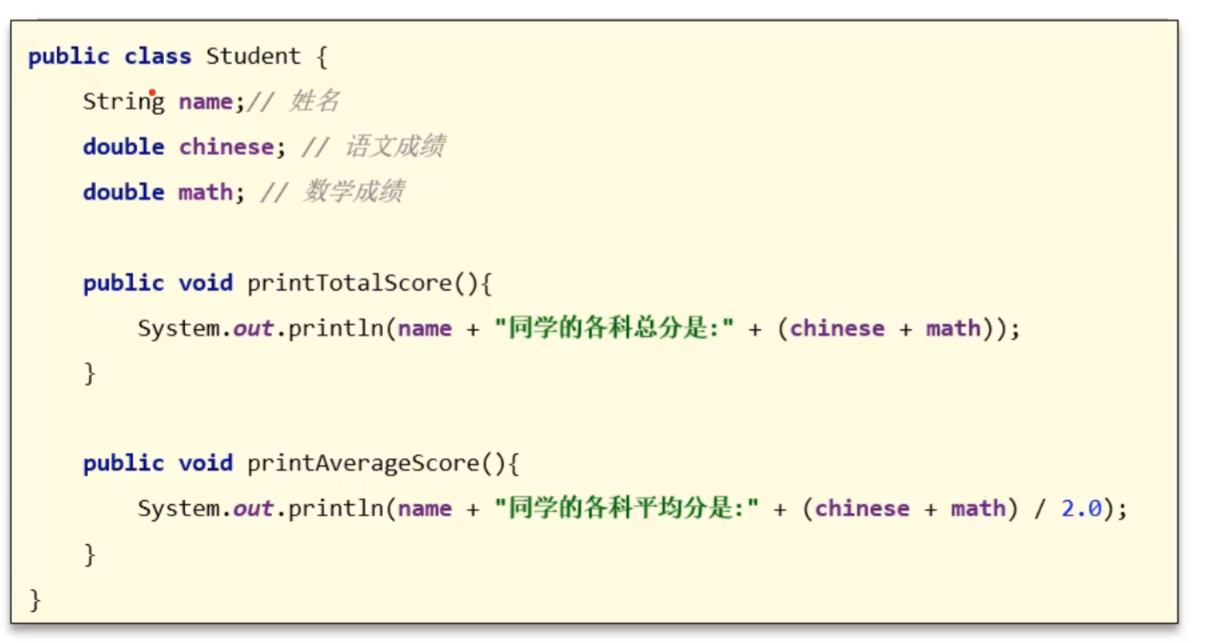 public class Student {
String name;// 姓名
double chinese; // 语文成绩
double math; // 数学成绩
public void printTotalScore(){
System.out.println(name + "同学的各科总分是:" + (chinese + math));
}
public void printAverageScore(){
System.out.println(name + "同学的各科平均分是:" + (chinese + math) / 2.0);
}
}